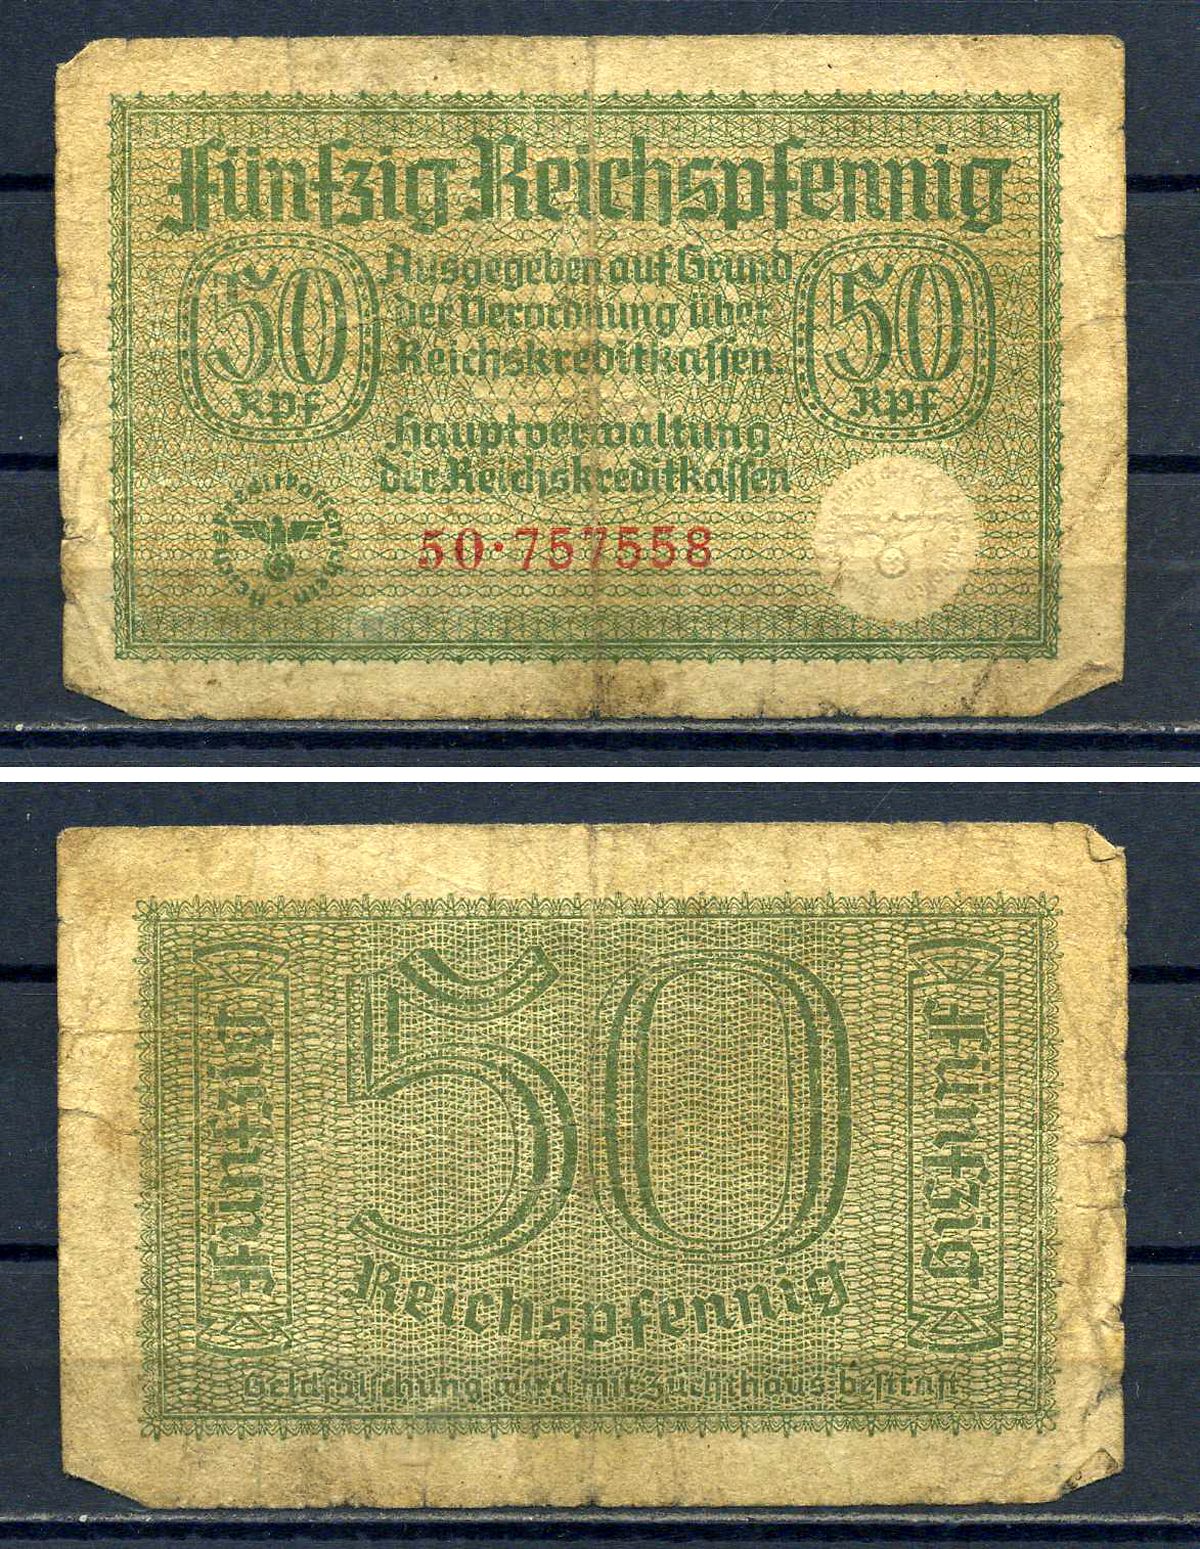 Fünfzig Reichspfennig
50
Rpf
Ausgegeben auf Grund
der Verordnung über
Reichskreditkassen.
Hauptverwaltung
der Reichskreditkassen
50
Rpf
50·757558
Fünfzig
50
Reichspfennig
Fünfzig
Geldfälschung wird mit Zuchthaus bestraft